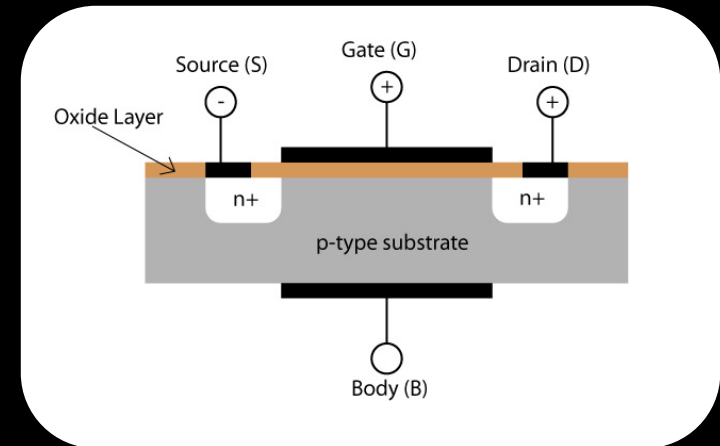 Gate (G)
Source (S)
Drain (D)
+
-
+
Oxide Layer
n+
n+
p-type substrate
Body (B)